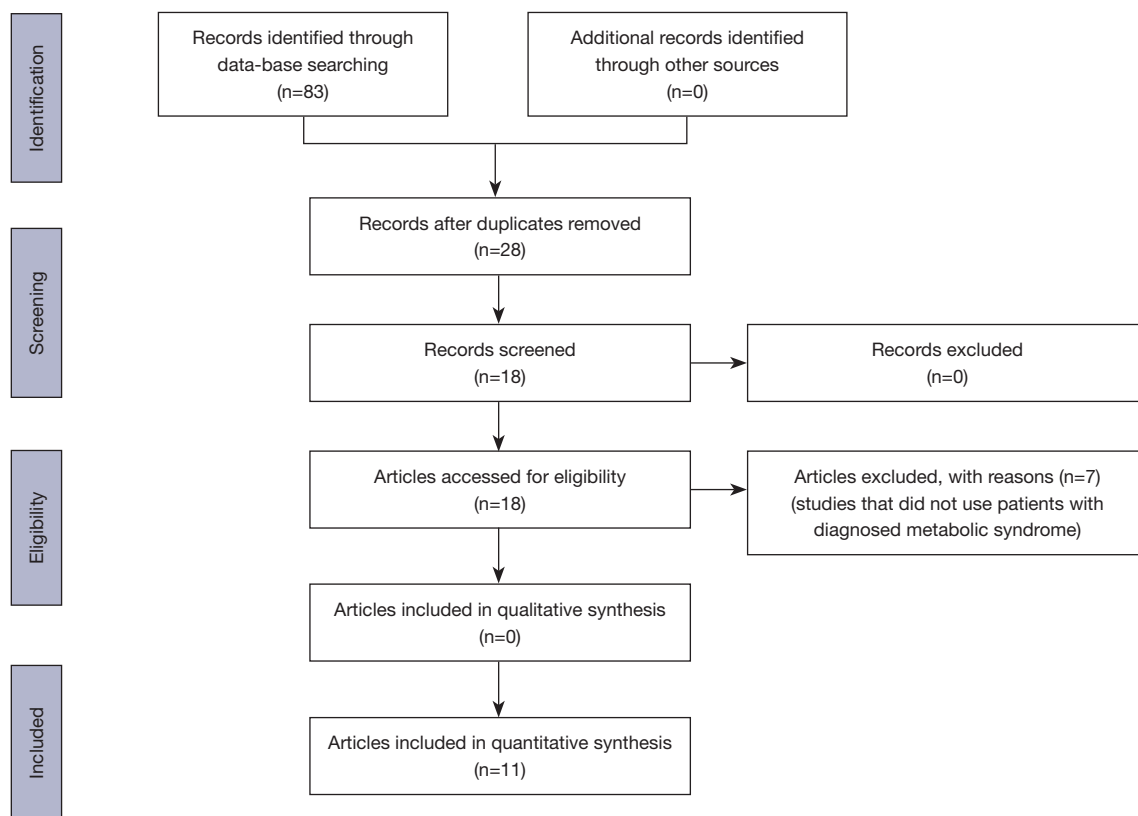 Identification
Records identified through
data-base searching
(n=83)
Additional records identified
through other sources
(n=0)
Screening
Records after duplicates removed
(n=28)
Records screened
(n=18)
Records excluded
(n=0)
Eligibility
Articles accessed for eligibility
(n=18)
Articles excluded, with reasons (n=7)
(studies that did not use patients with
diagnosed metabolic syndrome)
Articles included in qualitative synthesis
(n=0)
Included
Articles included in quantitative synthesis
(n=11)